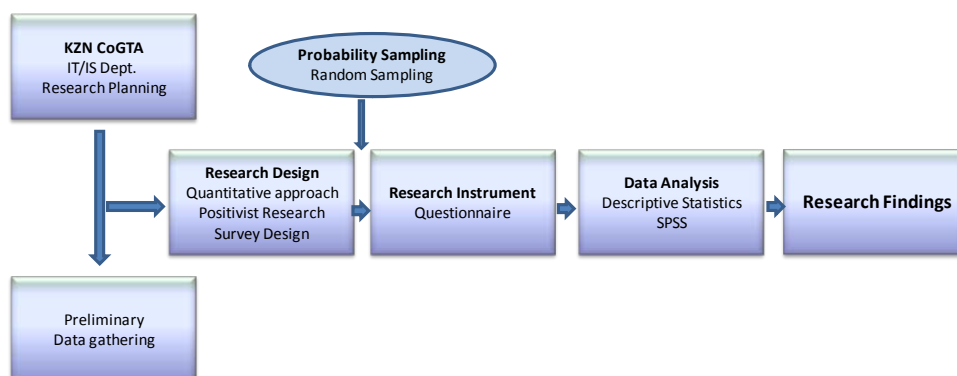 KZN CoGTA
IT/IS Dept.
Research Planning
Probability Sampling
Random Sampling
Research Design
Quantitative approach
Positivist Research
Survey Design
Research Instrument
Questionnaire
Data Analysis
Descriptive Statistics
SPSS
Research Findings
Preliminary
Data gathering